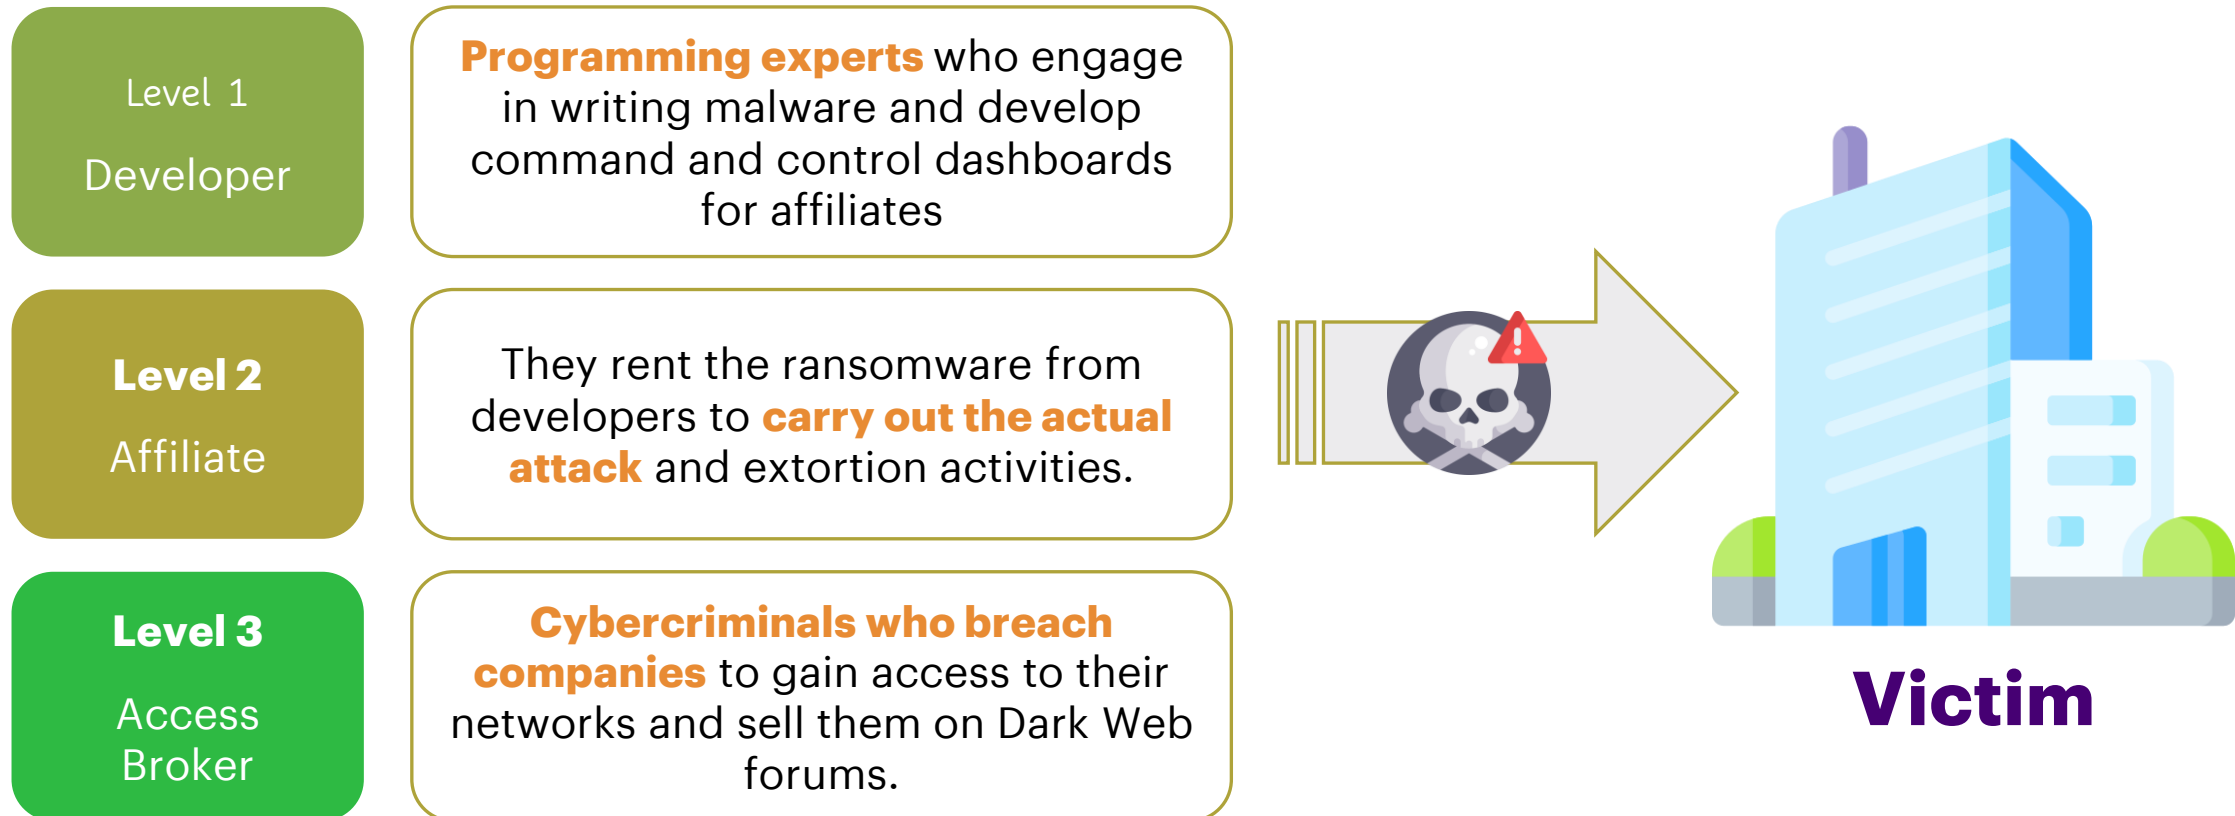 Level 1
Developer
Programming experts who engage
in writing malware and develop
command and control dashboards
for affiliates
Level 2
Affiliate
They rent the ransomware from
developers to carry out the actual
attack and extortion activities.
Level 3
Access
Broker
Cybercriminals who breach
companies to gain access to their
networks and sell them on Dark Web
forums.
Victim